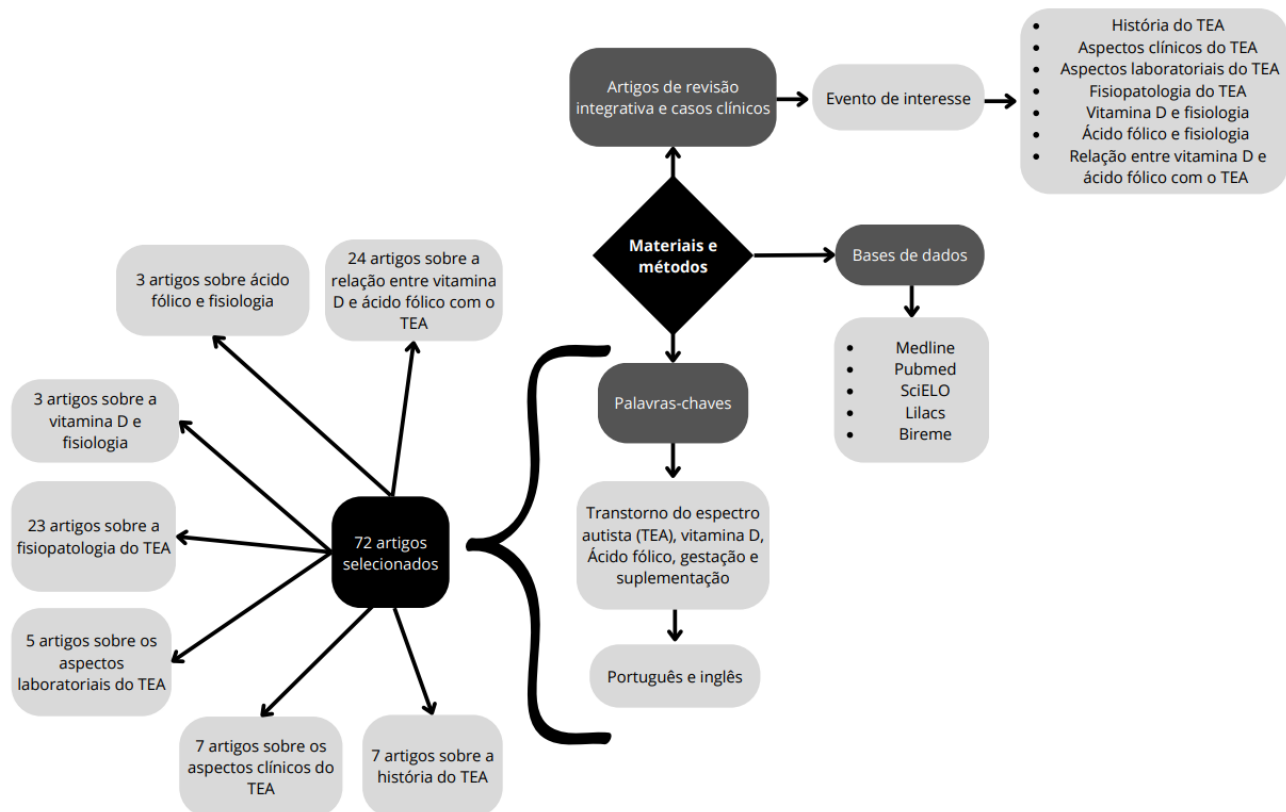 Artigos de revisão
integrativa e casos clínicos
Evento de interesse
• História do TEA
• Aspectos clínicos do TEA
• Aspectos laboratoriais do TEA
• Fisiopatologia do TEA
• Vitamina D e fisiologia
• Ácido fólico e fisiologia
• Relação entre vitamina D e
ácido fólico com o TEA
Materiais e
métodos
Bases de dados
• Medline
• Pubmed
• SciELO
• Lilacs
• Bireme
Palavras-chaves
Transtorno do espectro
autista (TEA), vitamina D,
Ácido fólico, gestação e
suplementação
Português e inglês
72 artigos
selecionados
24 artigos sobre a
relação entre vitamina
D e ácido fólico com o
TEA
3 artigos sobre ácido
fólico e fisiologia
3 artigos sobre a
vitamina D e
fisiologia
23 artigos sobre a
fisiopatologia do TEA
5 artigos sobre os
aspectos
laboratoriais do TEA
7 artigos sobre os
aspectos clínicos do
TEA
7 artigos sobre a
história do TEA